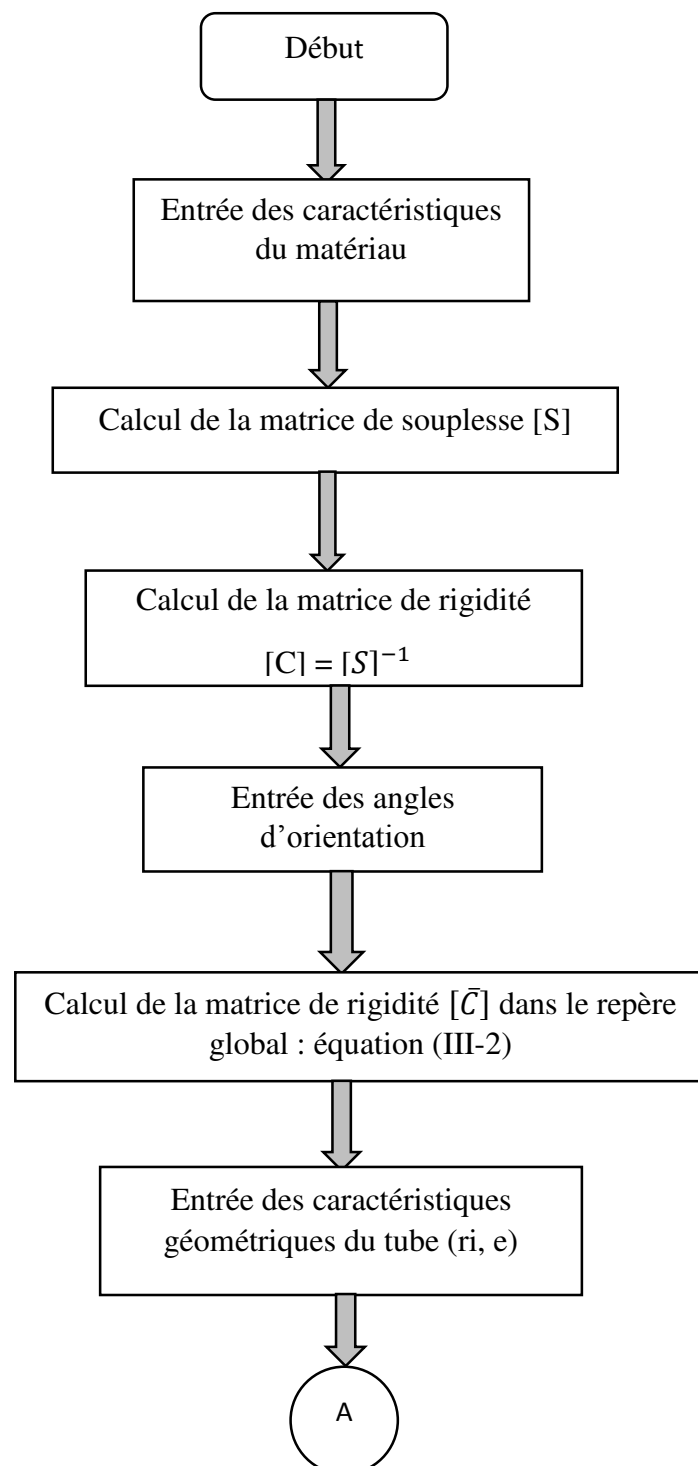 Début
Entrée des caractéristiques
du matériau
Calcul de la matrice de souplesse [S]
Calcul de la matrice de rigidité
[C] = [𝑆]⁻¹
Entrée des angles
d’orientation
Calcul de la matrice de rigidité [𝐶̄] dans le repère
global : équation (III-2)
Entrée des caractéristiques
géométriques du tube (ri, e)
A